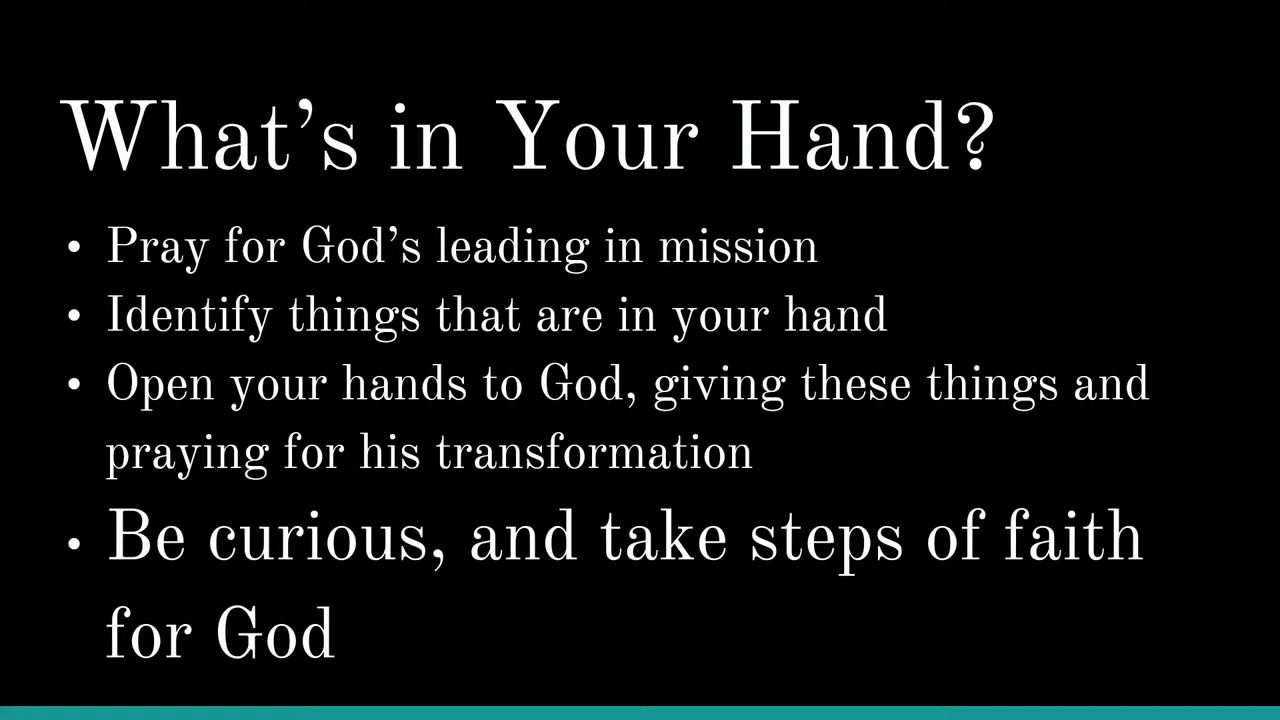 What’s in Your Hand?
• Pray for God’s leading in mission
• Identify things that are in your hand
• Open your hands to God, giving these things and
praying for his transformation
• Be curious, and take steps of faith
for God